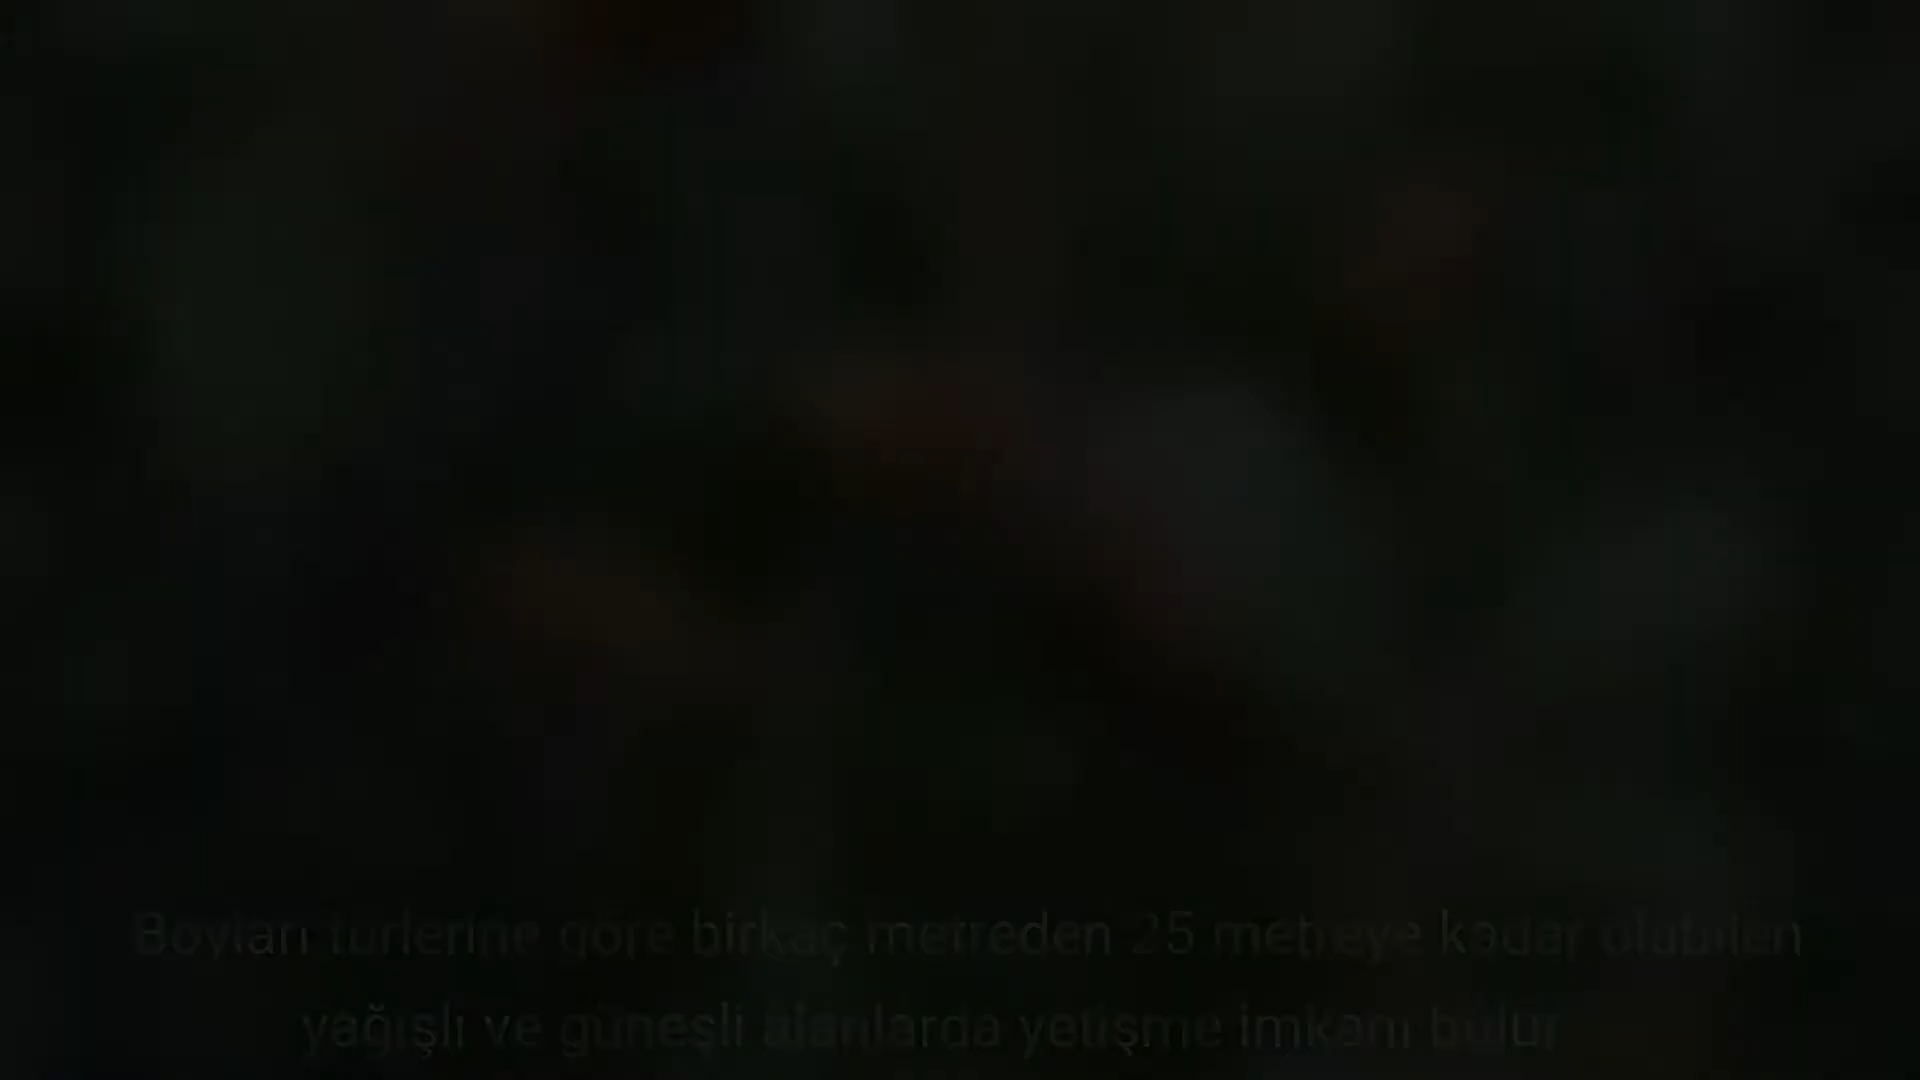 Boyları türlerine göre birkaç metreden 25 metreye kadar olabilen
yağışlı ve güneşli alanlarda yetişme imkanı bulur